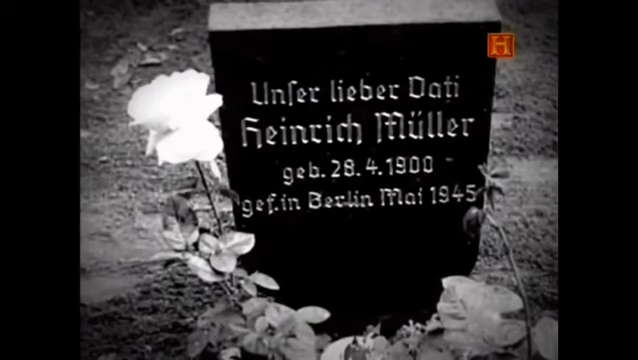 H
Unſer lieber Vati
Heinrich Müller
geb. 28.4.1900
gef. in Berlin Mai 1945